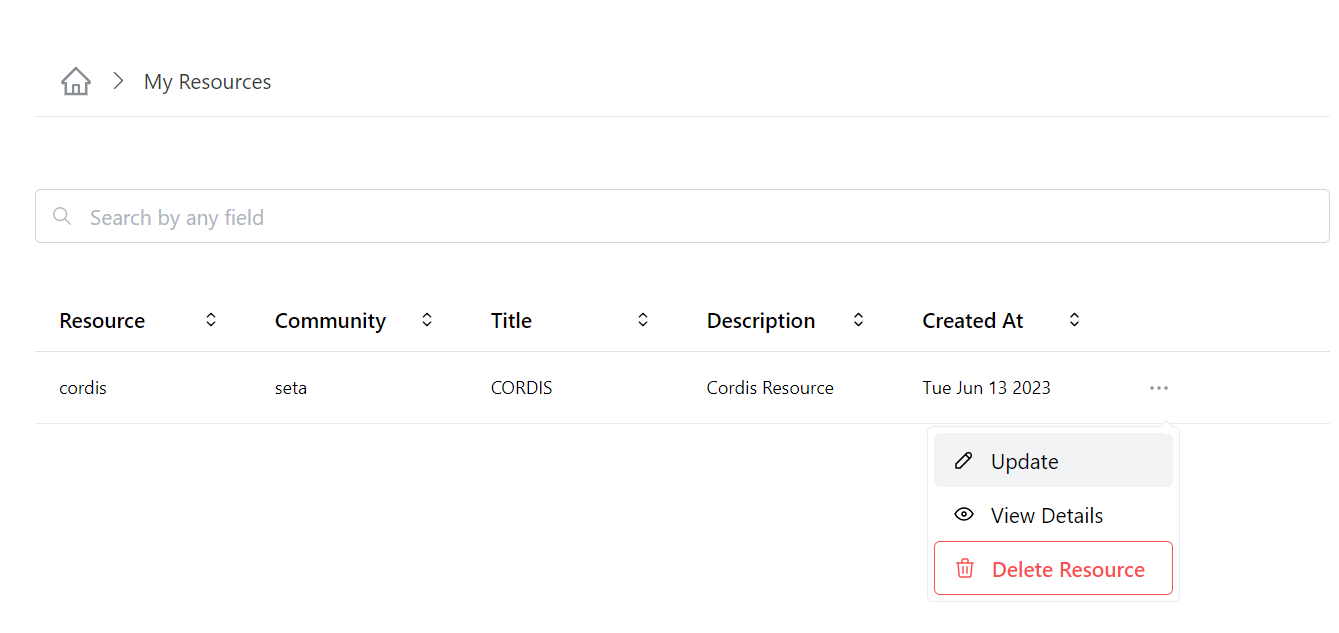 My Resources
Search by any field
Resource Community Title Description Created At
cordis seta CORDIS Cordis Resource Tue Jun 13 2023
Update
View Details
Delete Resource